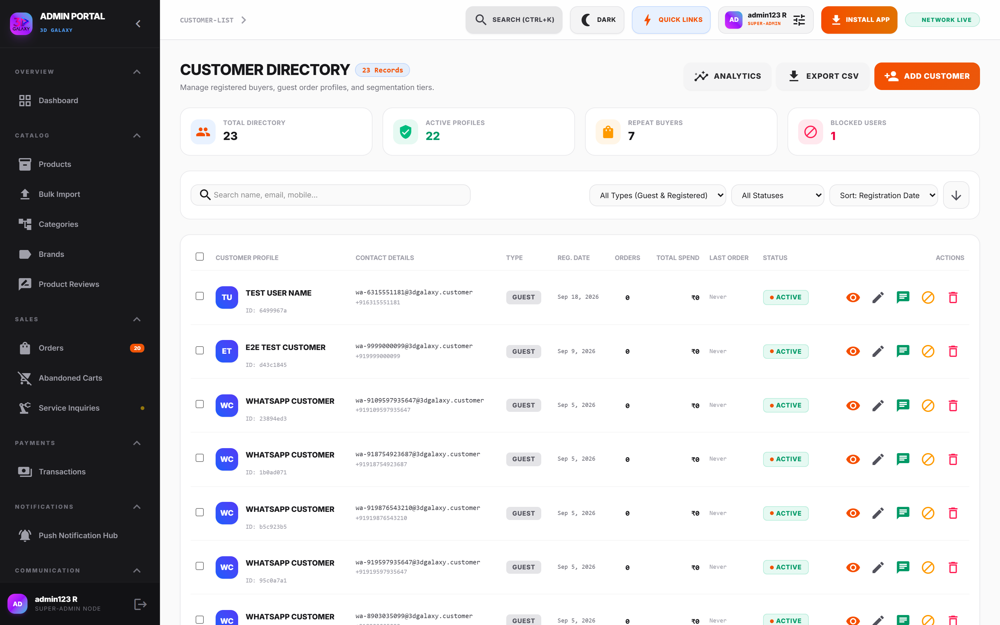 3D
GALAXY
ADMIN PORTAL
3D GALAXY
OVERVIEW
Dashboard
CATALOG
Products
Bulk Import
Categories
Brands
Product Reviews
SALES
Orders
20
Abandoned Carts
Service Inquiries
PAYMENTS
Transactions
NOTIFICATIONS
Push Notification Hub
COMMUNICATION
AD
admin123 R
SUPER-ADMIN NODE
CUSTOMER-LIST
SEARCH (CTRL+K)
DARK
QUICK LINKS
AD
admin123 R
SUPER-ADMIN
INSTALL APP
NETWORK LIVE
CUSTOMER DIRECTORY
23 Records
Manage registered buyers, guest order profiles, and segmentation tiers.
ANALYTICS
EXPORT CSV
ADD CUSTOMER
TOTAL DIRECTORY
23
ACTIVE PROFILES
22
REPEAT BUYERS
7
BLOCKED USERS
1
Search name, email, mobile...
All Types (Guest & Registered)
All Statuses
Sort: Registration Date
CUSTOMER PROFILE CONTACT DETAILS TYPE REG. DATE ORDERS TOTAL SPEND LAST ORDER STATUS ACTIONS
TU TEST USER NAME wa-6315551181@3dgalaxy.customer GUEST Sep 18, 2026 0 ₹0 Never ACTIVE
+916315551181
ID: 6499967a
ET E2E TEST CUSTOMER wa-9999000099@3dgalaxy.customer GUEST Sep 9, 2026 0 ₹0 Never ACTIVE
+919999000099
ID: d43c1845
WC WHATSAPP CUSTOMER wa-9109597935647@3dgalaxy.customer GUEST Sep 5, 2026 0 ₹0 Never ACTIVE
+919109597935647
ID: 23894ed3
WC WHATSAPP CUSTOMER wa-918754923687@3dgalaxy.customer GUEST Sep 5, 2026 0 ₹0 Never ACTIVE
+91918754923687
ID: 1b0ad071
WC WHATSAPP CUSTOMER wa-919876543210@3dgalaxy.customer GUEST Sep 5, 2026 0 ₹0 Never ACTIVE
+91919876543210
ID: b5c923b5
WC WHATSAPP CUSTOMER wa-919597935647@3dgalaxy.customer GUEST Sep 5, 2026 0 ₹0 Never ACTIVE
+91919597935647
ID: 95c0a7a1
WC WHATSAPP CUSTOMER wa-8903035099@3dgalaxy.customer GUEST Sep 5, 2026 0 ₹0 Never ACTIVE